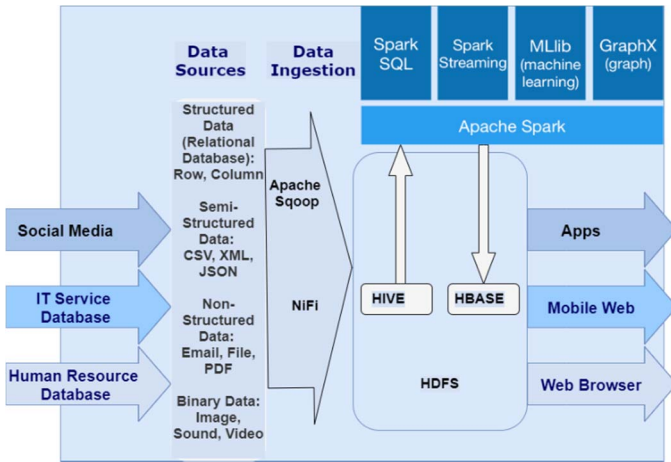 Data
Sources
Data
Ingestion
Spark
SQL
Spark
Streaming
MLlib
(machine
learning)
GraphX
(graph)
Apache Spark
Structured
Data
(Relational
Database):
Row, Column
Semi-
Structured
Data:
CSV, XML,
JSON
Non-
Structured
Data:
Email, File,
PDF
Binary Data:
Image,
Sound, Video
Apache
Sqoop
NiFi
Social Media
IT Service
Database
Human Resource
Database
HIVE
HBASE
HDFS
Apps
Mobile Web
Web Browser